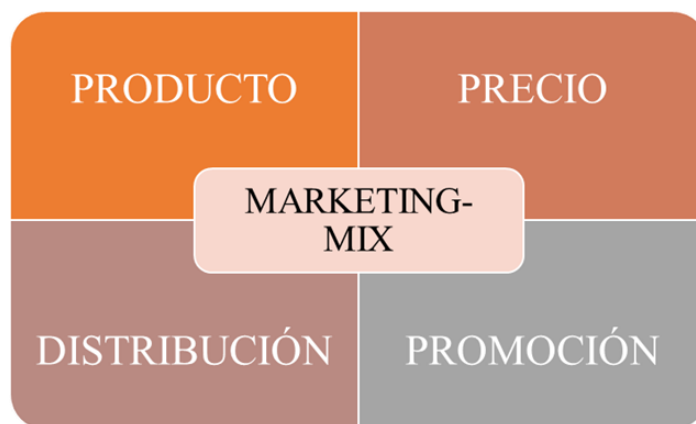 PRODUCTO
PRECIO
MARKETING-
MIX
DISTRIBUCIÓN
PROMOCIÓN